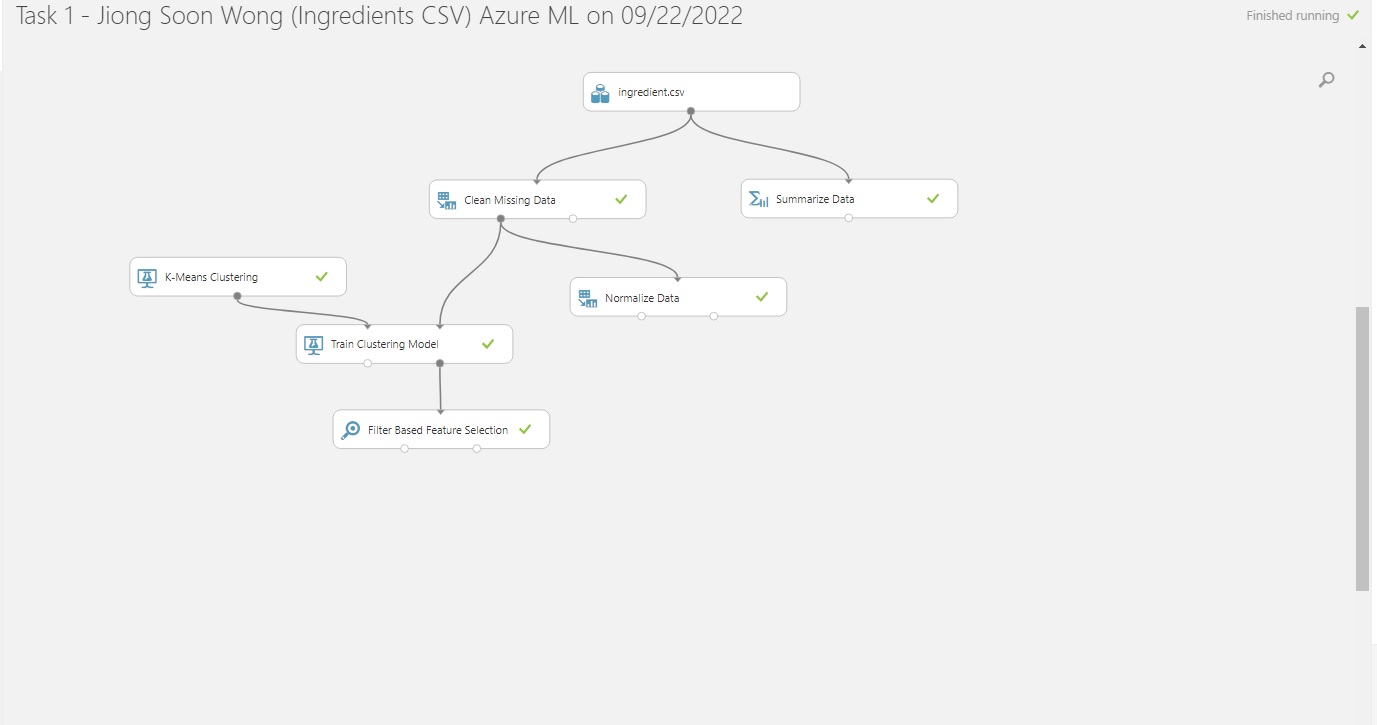 Task 1 - Jiong Soon Wong (Ingredients CSV) Azure ML on 09/22/2022
Finished running
ingredient.csv
Clean Missing Data
Summarize Data
K-Means Clustering
Normalize Data
Train Clustering Model
Filter Based Feature Selection